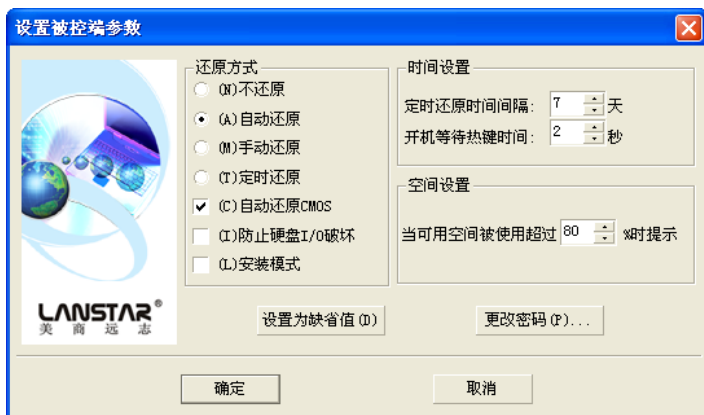 设置被控端参数
还原方式
(N)不还原
(A)自动还原
(M)手动还原
(T)定时还原
(C)自动还原CMOS
(I)防止硬盘I/O破坏
(L)安装模式
时间设置
定时还原时间间隔: 7 天
开机等待热键时间: 2 秒
空间设置
当可用空间被使用超过 80 %时提示
LANSTAR®
美商远志
设置为缺省值(D)
更改密码(P)...
确定
取消